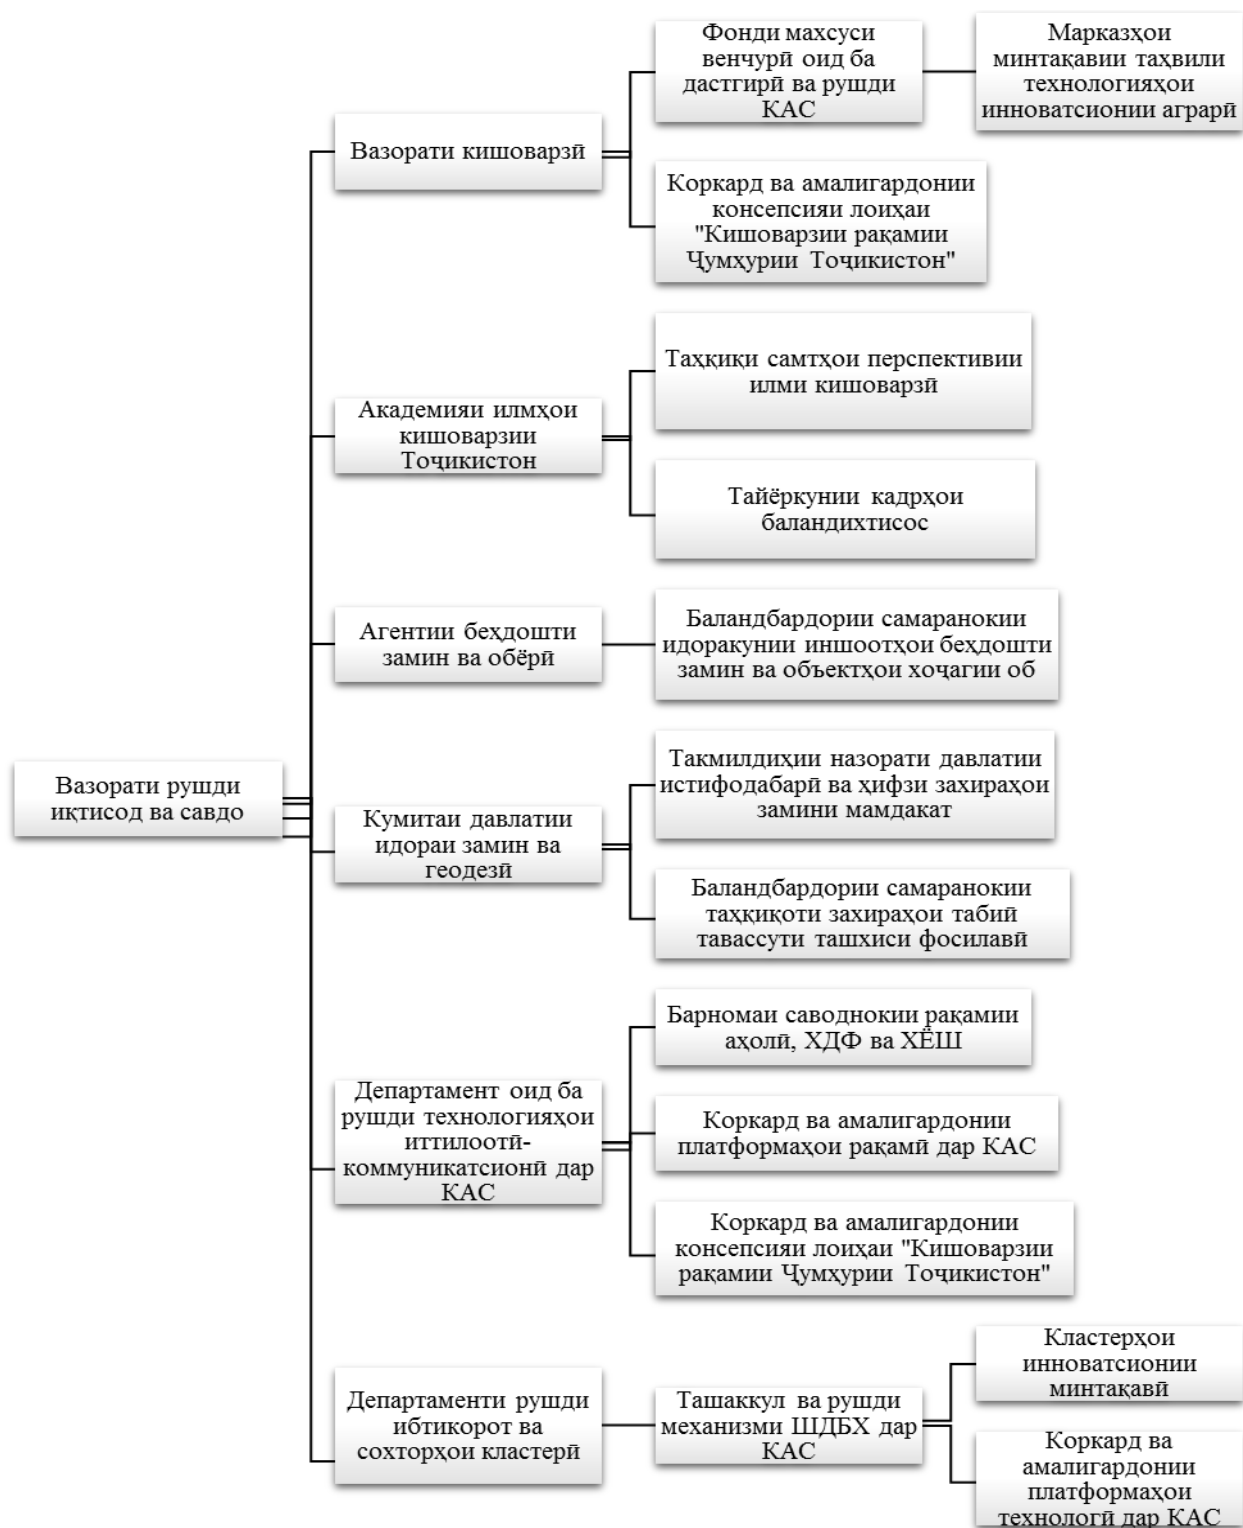 Фонди махсуси
венчурӣ оид ба
дастгирӣ ва рушди
КАС
Марказҳои
минтақавии таҳвили
технологияҳои
инноватсионии аграрӣ
Вазорати кишоварзӣ
Коркард ва амалигардонии
консепсияи лоиҳаи
"Кишоварзии рақамии
Ҷумҳурии Тоҷикистон"
Академияи илмҳои
кишоварзии
Тоҷикистон
Таҳқиқи самтҳои перспективии
илми кишоварзӣ
Тайёркунии кадрҳои
баландихтисос
Агентии беҳдошти
замин ва обёрӣ
Баландбардории самаранокии
идоракунии иншоотҳои беҳдошти
замин ва объектҳои хоҷагии об
Вазорати рушди
иқтисод ва савдо
Кумитаи давлатии
идораи замин ва
геодезӣ
Такмилдиҳии назорати давлатии
истифодабарӣ ва ҳифзи захираҳои
замини мамдакат
Баландбардории самаранокии
таҳқиқоти захираҳои табиӣ
тавассути ташхиси фосилавӣ
Департамент оид ба
рушди технологияҳои
иттилоотӣ-
коммуникатсионӣ дар
КАС
Барномаи саводнокии рақамии
аҳолӣ, ХДФ ва ХЁШ
Коркард ва амалигардонии
платформаҳои рақамӣ дар КАС
Коркард ва амалигардонии
консепсияи лоиҳаи "Кишоварзии
рақамии Ҷумҳурии Тоҷикистон"
Департаменти рушди
ибтикорот ва
сохторҳои кластерӣ
Ташаккул ва рушди
механизми ШДБХ дар
КАС
Кластерҳои
инноватсионии
минтақавӣ
Коркард ва
амалигардонии
платформаҳои
технологӣ дар КАС